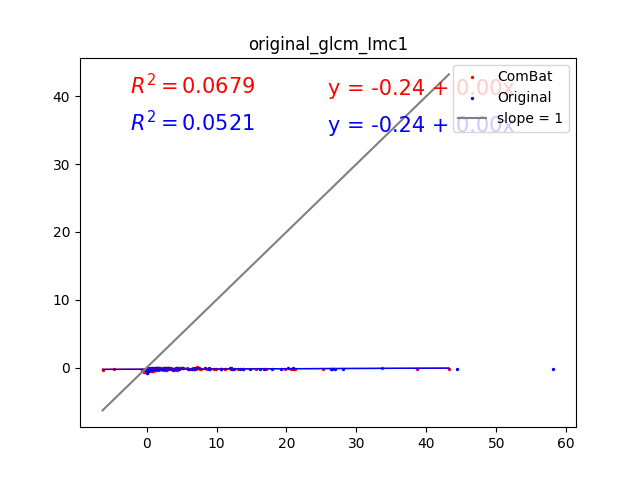 original_glcm_Imc1
R² = 0.0679
y = -0.24 + 0.00x
R² = 0.0521
y = -0.24 + 0.00x
ComBat
Original
slope = 1
40
30
20
10
0
0 10 20 30 40 50 60